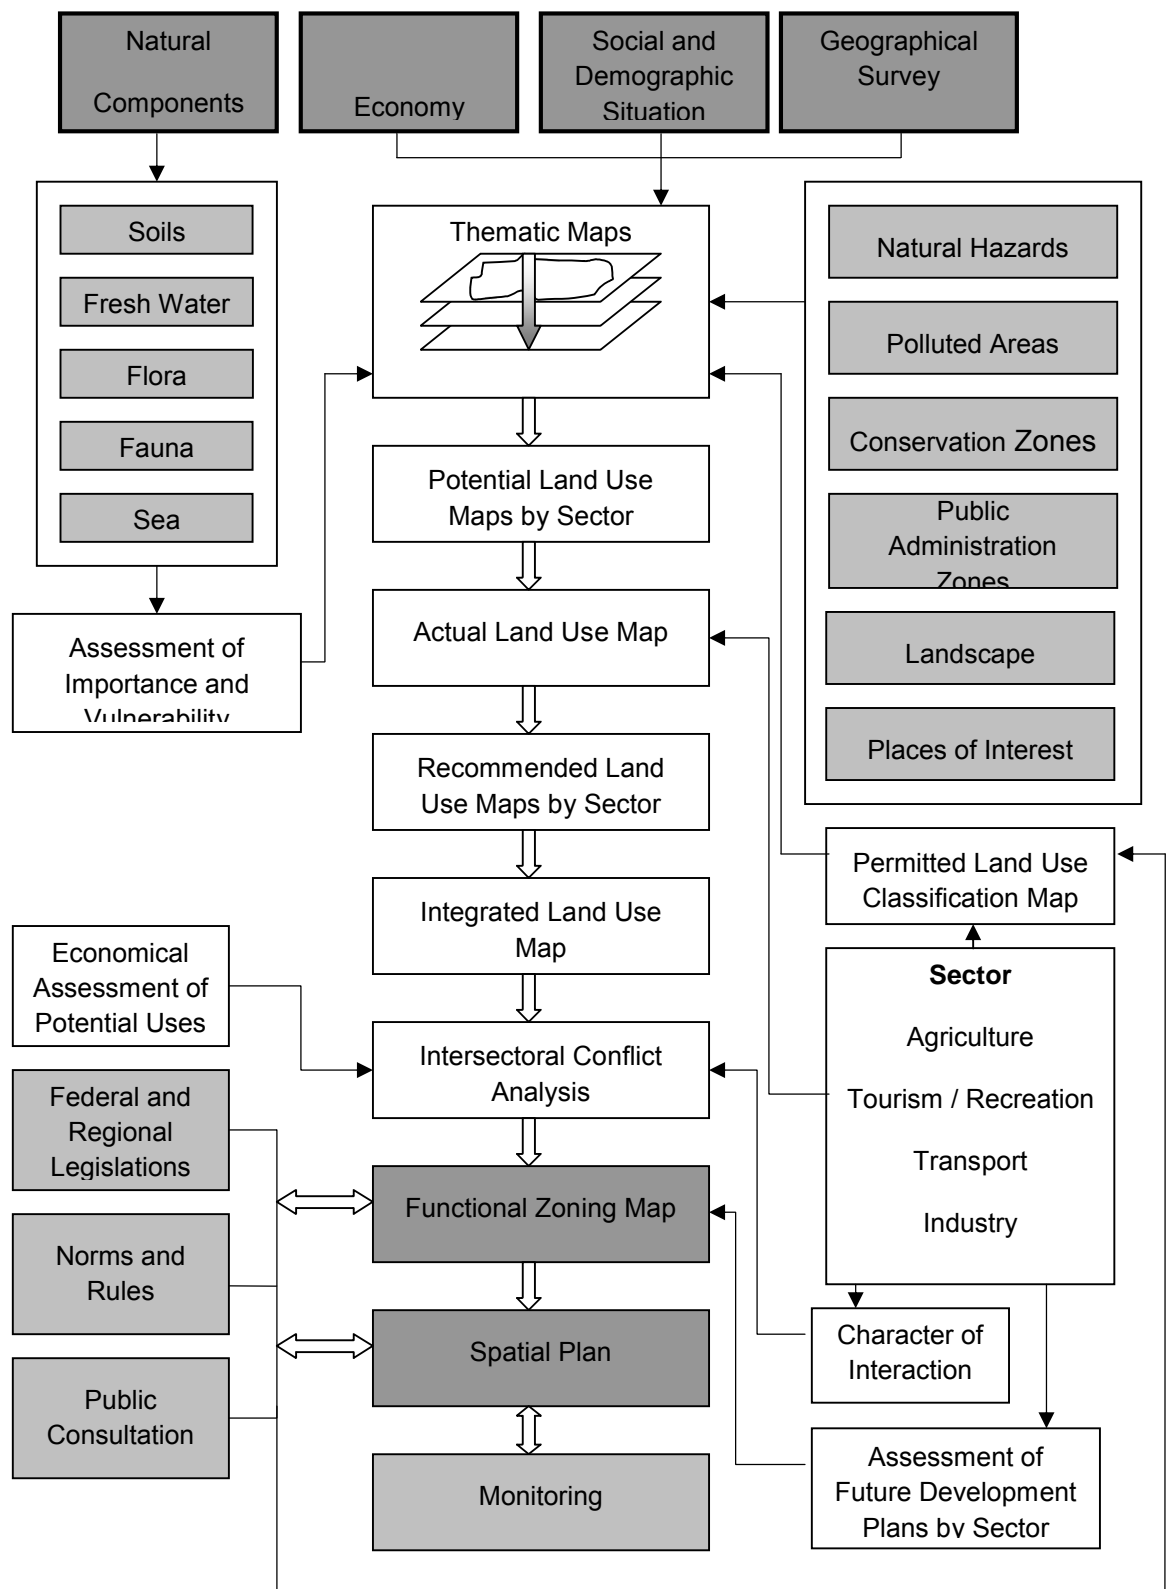 Natural
Components
Economy
Social and
Demographic
Situation
Geographical
Survey
Soils
Fresh Water
Flora
Fauna
Sea
Assessment of
Importance and
Vulnerability
Thematic Maps
Potential Land Use
Maps by Sector
Actual Land Use Map
Recommended Land
Use Maps by Sector
Integrated Land Use
Map
Intersectoral Conflict
Analysis
Functional Zoning Map
Spatial Plan
Monitoring
Natural Hazards
Polluted Areas
Conservation Zones
Public
Administration
Zones
Landscape
Places of Interest
Permitted Land Use
Classification Map
Sector
Agriculture
Tourism / Recreation
Transport
Industry
Character of
Interaction
Assessment of
Future Development
Plans by Sector
Economical
Assessment of
Potential Uses
Federal and
Regional
Legislations
Norms and
Rules
Public
Consultation